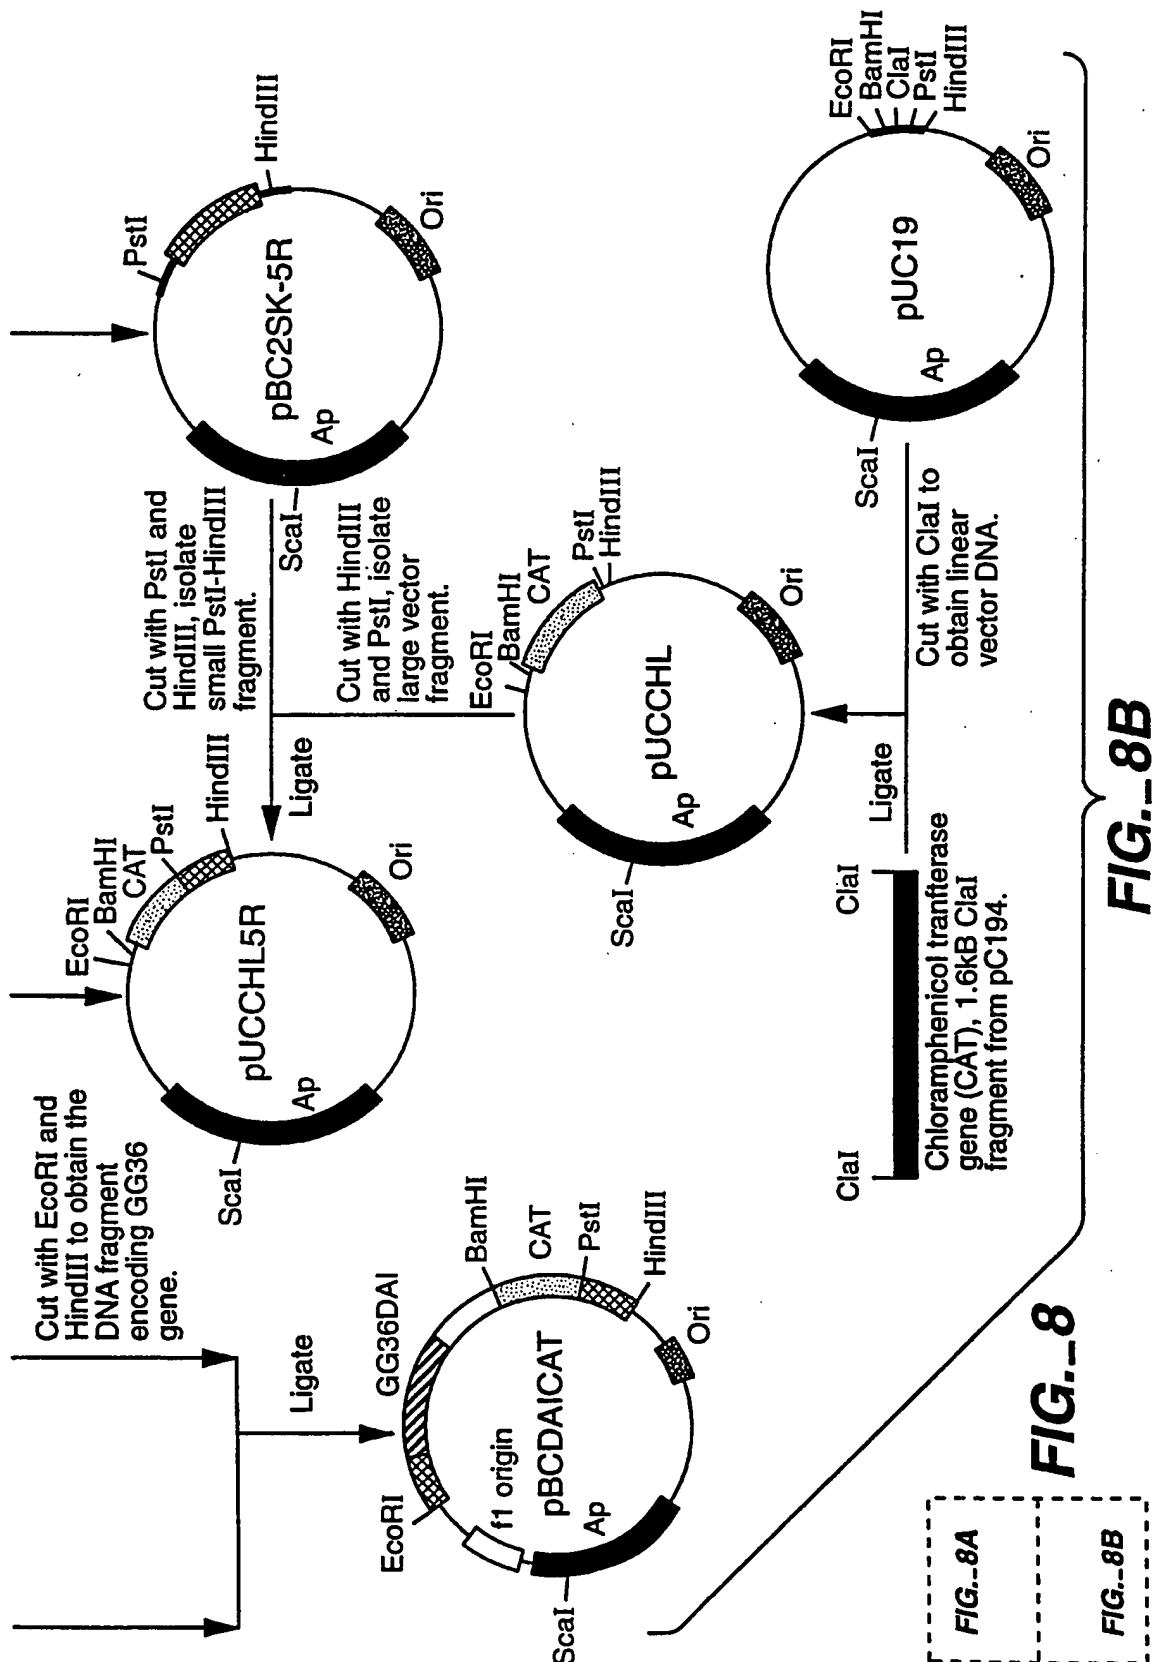 PstI
HindIII
pBC2SK-5R
Ap
Ori
ScaI
EcoRI
BamHI
ClaI
PstI
HindIII
pUC19
Ap
Ori
ScaI
Cut with PstI and
HindIII, isolate
small PstI-HindIII
fragment.
Cut with HindIII
and PstI, isolate
large vector
fragment.
Ligate
EcoRI
BamHI
CAT
PstI
HindIII
pUCCHL
Ap
Ori
ScaI
Cut with ClaI to
obtain linear
vector DNA.
Ligate
EcoRI
BamHI
CAT
PstI
HindIII
pUCCHL5R
Ap
Ori
ScaI
ClaI
ClaI
Chloramphenicol tranfterase
gene (CAT), 1.6kB ClaI
fragment from pC194.
Cut with EcoRI and
HindIII to obtain the
DNA fragment
encoding GG36
gene.
Ligate
GG36DAI
BamHI
CAT
PstI
HindIII
EcoRI
f1 origin
pBCDAICAT
Ap
Ori
ScaI
FIG._8B
FIG._8
FIG._8A
FIG._8B